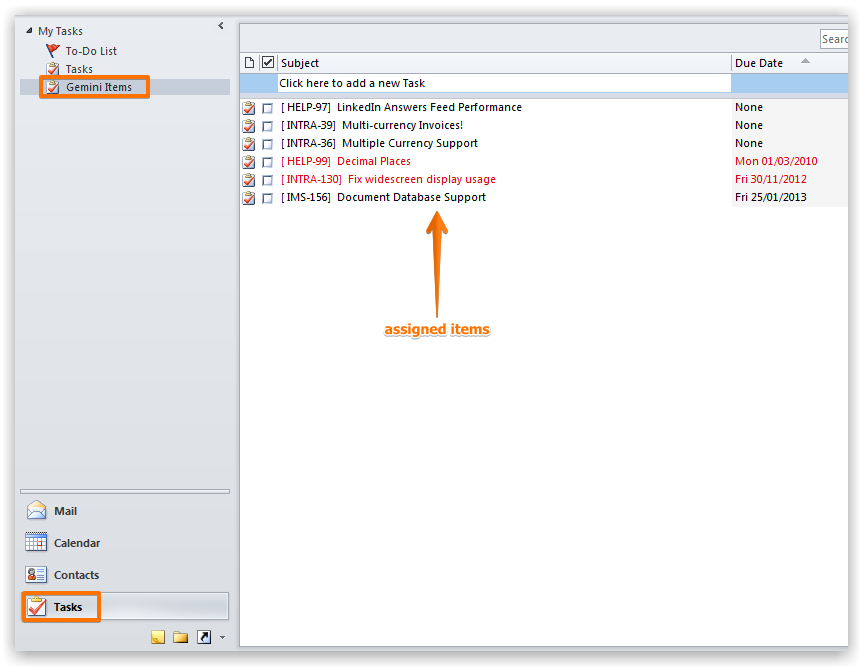 My Tasks
To-Do List
Tasks
Gemini Items
Mail
Calendar
Contacts
Tasks
Searc
Subject Due Date
Click here to add a new Task
[HELP-97] LinkedIn Answers Feed Performance None
[INTRA-39] Multi-currency Invoices! None
[INTRA-36] Multiple Currency Support None
[HELP-99] Decimal Places Mon 01/03/2010
[INTRA-130] Fix widescreen display usage Fri 30/11/2012
[IMS-156] Document Database Support Fri 25/01/2013
assigned items